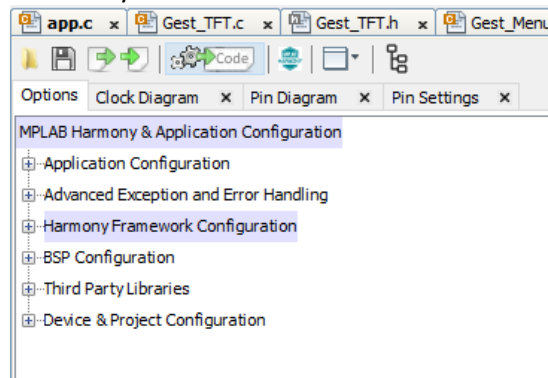 app.c x Gest_TFT.c x Gest_TFT.h x Gest_Menu
Code
Options Clock Diagram x Pin Diagram x Pin Settings x
MPLAB Harmony & Application Configuration
Application Configuration
Advanced Exception and Error Handling
Harmony Framework Configuration
BSP Configuration
Third Party Libraries
Device & Project Configuration